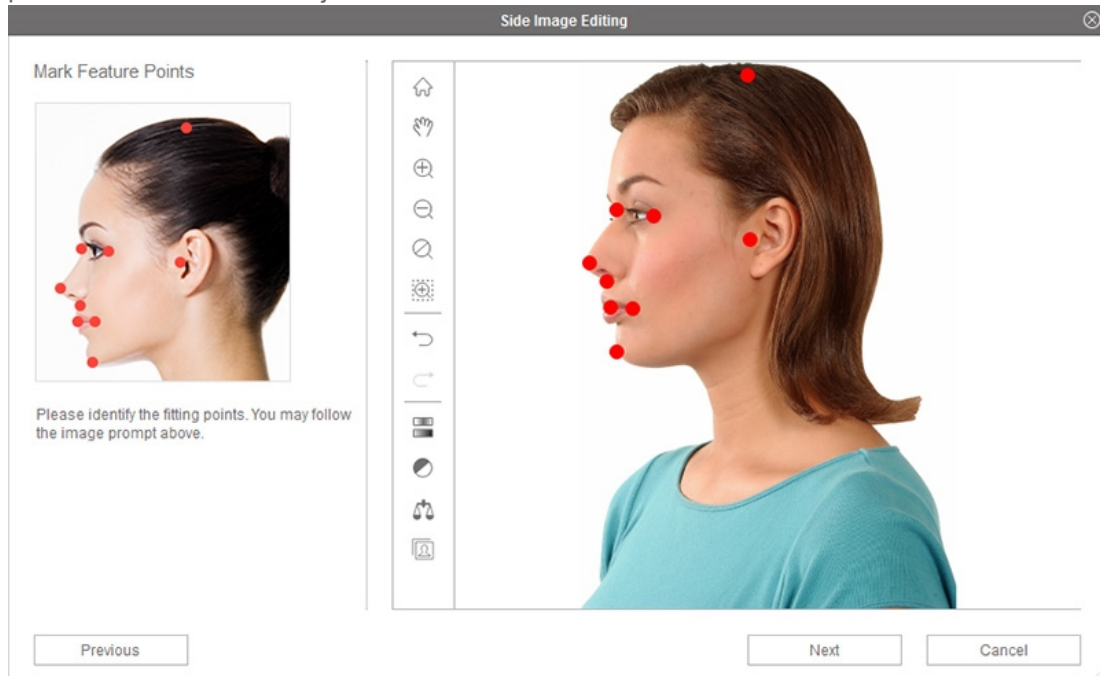 Side Image Editing
Mark Feature Points
Please identify the fitting points. You may follow
the image prompt above.
Previous
Next
Cancel